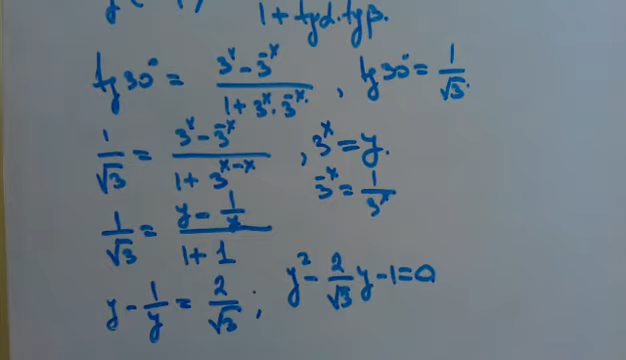 1 + tgα·tgβ.
tg30° = (3^x - 3^-x) / (1 + 3^x · 3^-x) , tg30° = 1/√3.
1/√3 = (3^x - 3^-x) / (1 + 3^(x-x)) , 3^x = y. 3^-x = 1/3^x
1/√3 = (y - 1/x) / (1 + 1)
y - 1/y = 2/√3 ; y² - 2/√3 y - 1 = 0